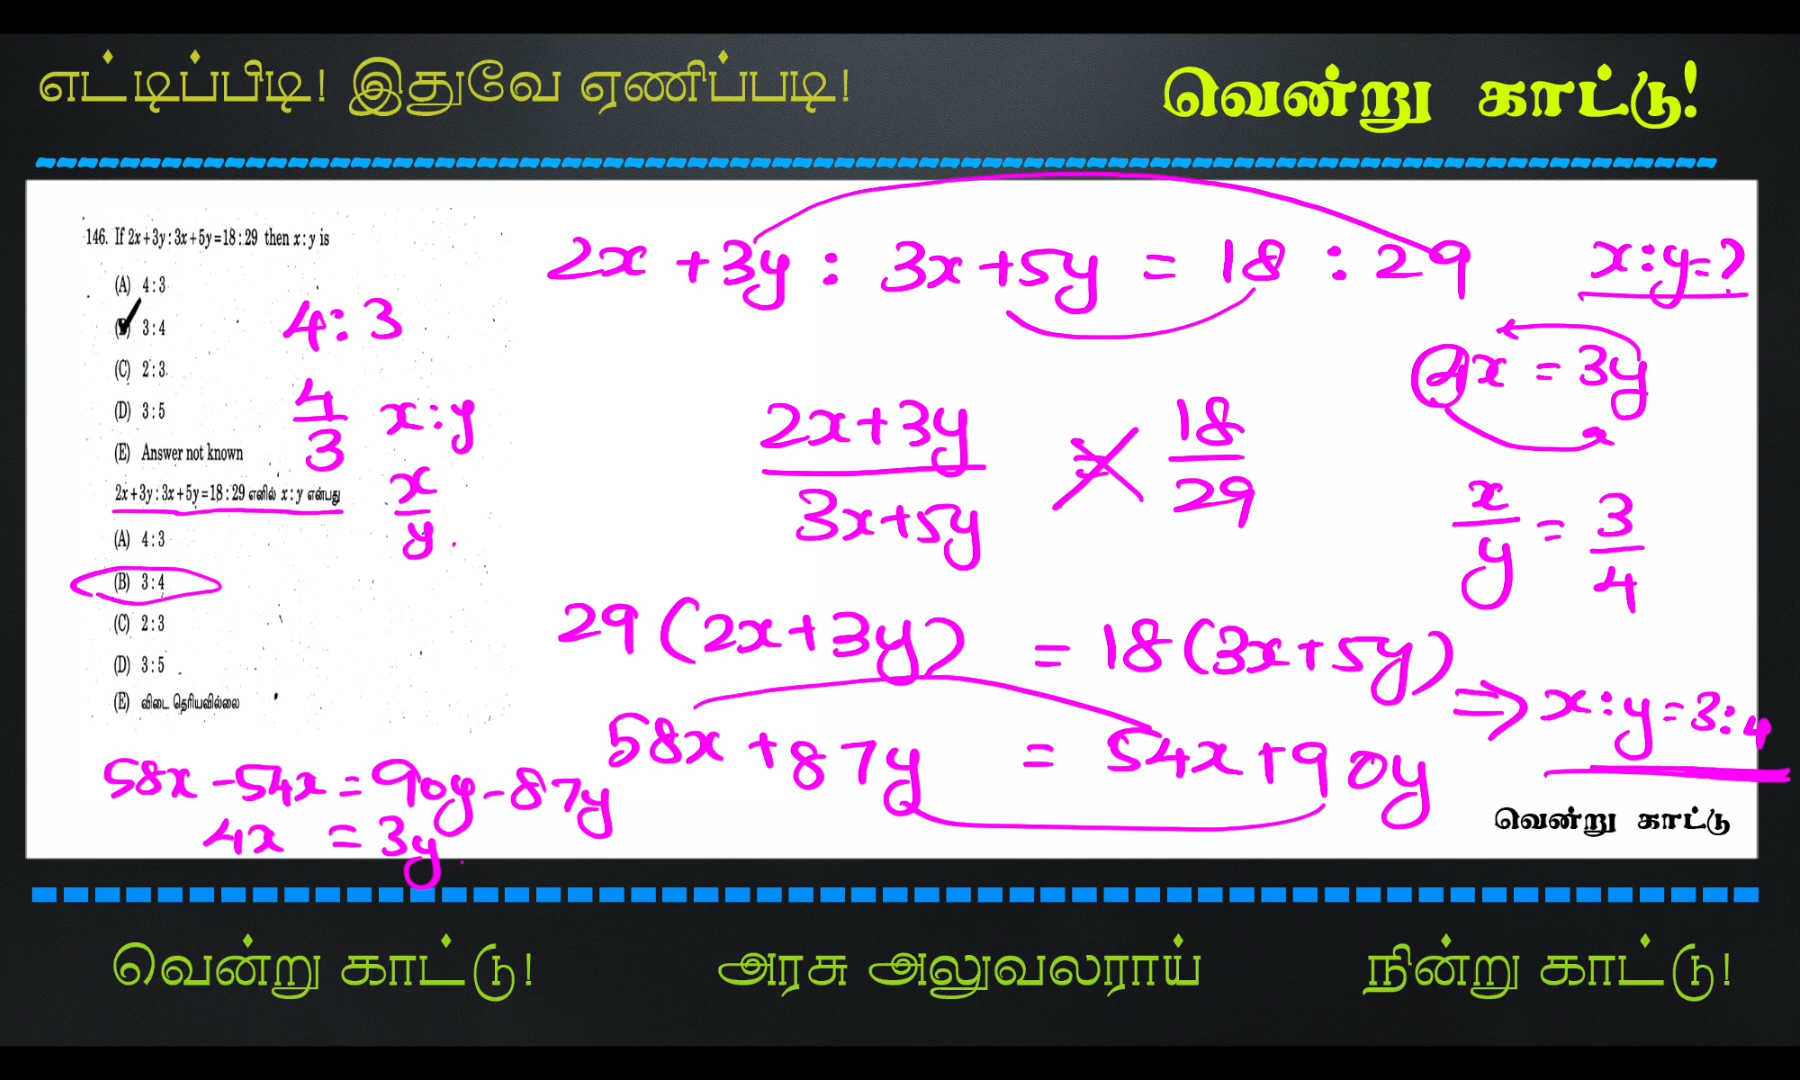 எட்டிப்பிடி! இதுவே ஏணிப்படி!
வென்று காட்டு!
146. If 2x+3y : 3x+5y=18 : 29 then x : y is
(A) 4 : 3
(B) 3 : 4
(C) 2 : 3
(D) 3 : 5
(E) Answer not known
2x+3y : 3x+5y=18 : 29 எனில் x : y என்பது
(A) 4 : 3
(B) 3 : 4
(C) 2 : 3
(D) 3 : 5
(E) விடை தெரியவில்லை
4:3
4/3
x:y
x/y
58x - 54x = 90y - 87y
4x = 3y
2x + 3y : 3x + 5y = 18 : 29
x:y=?
(2x+3y)/(3x+5y) = 18/29
29(2x+3y) = 18(3x+5y)
58x + 87y = 54x + 90y
4x = 3y
x/y = 3/4
⇒ x:y=3:4
வென்று காட்டு
வென்று காட்டு!
அரசு அலுவலராய்
நின்று காட்டு!